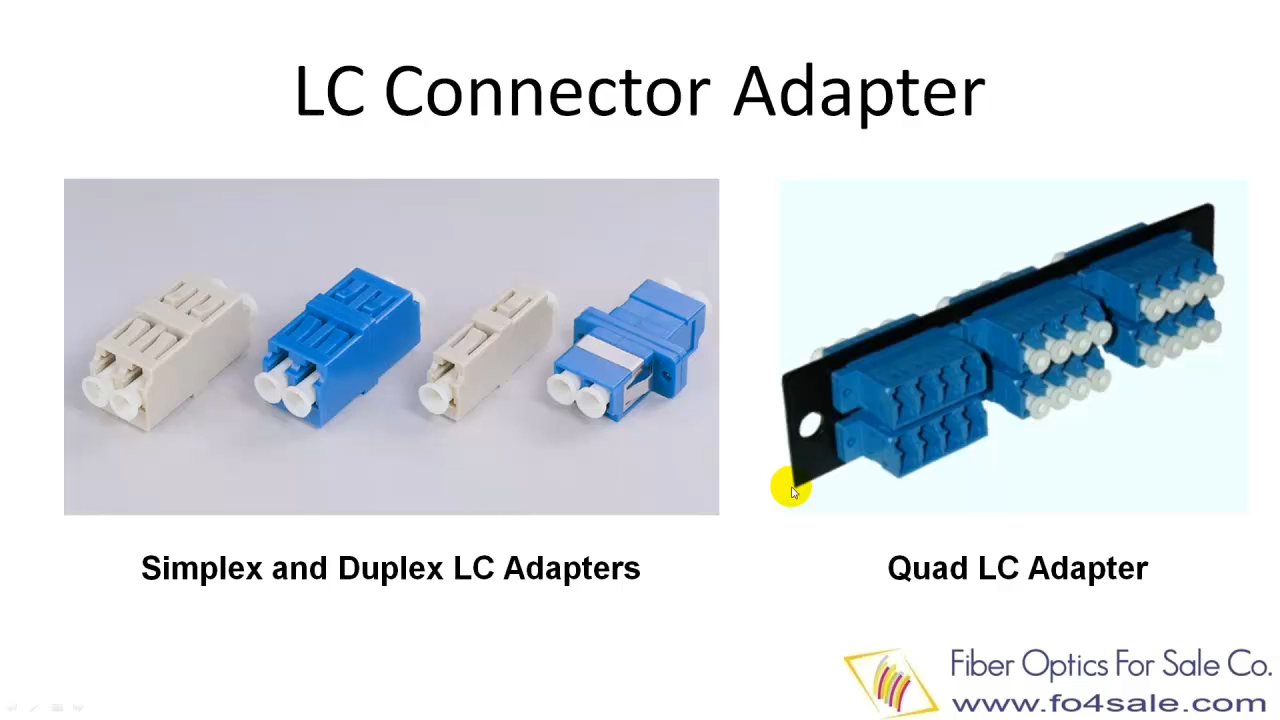 LC Connector Adapter
Simplex and Duplex LC Adapters
Quad LC Adapter
Fiber Optics For Sale Co.
www.fo4sale.com